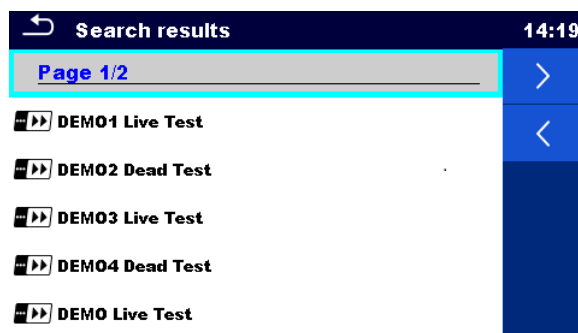 Search results
14:19
Page 1/2
DEMO1 Live Test
DEMO2 Dead Test
DEMO3 Live Test
DEMO4 Dead Test
DEMO Live Test